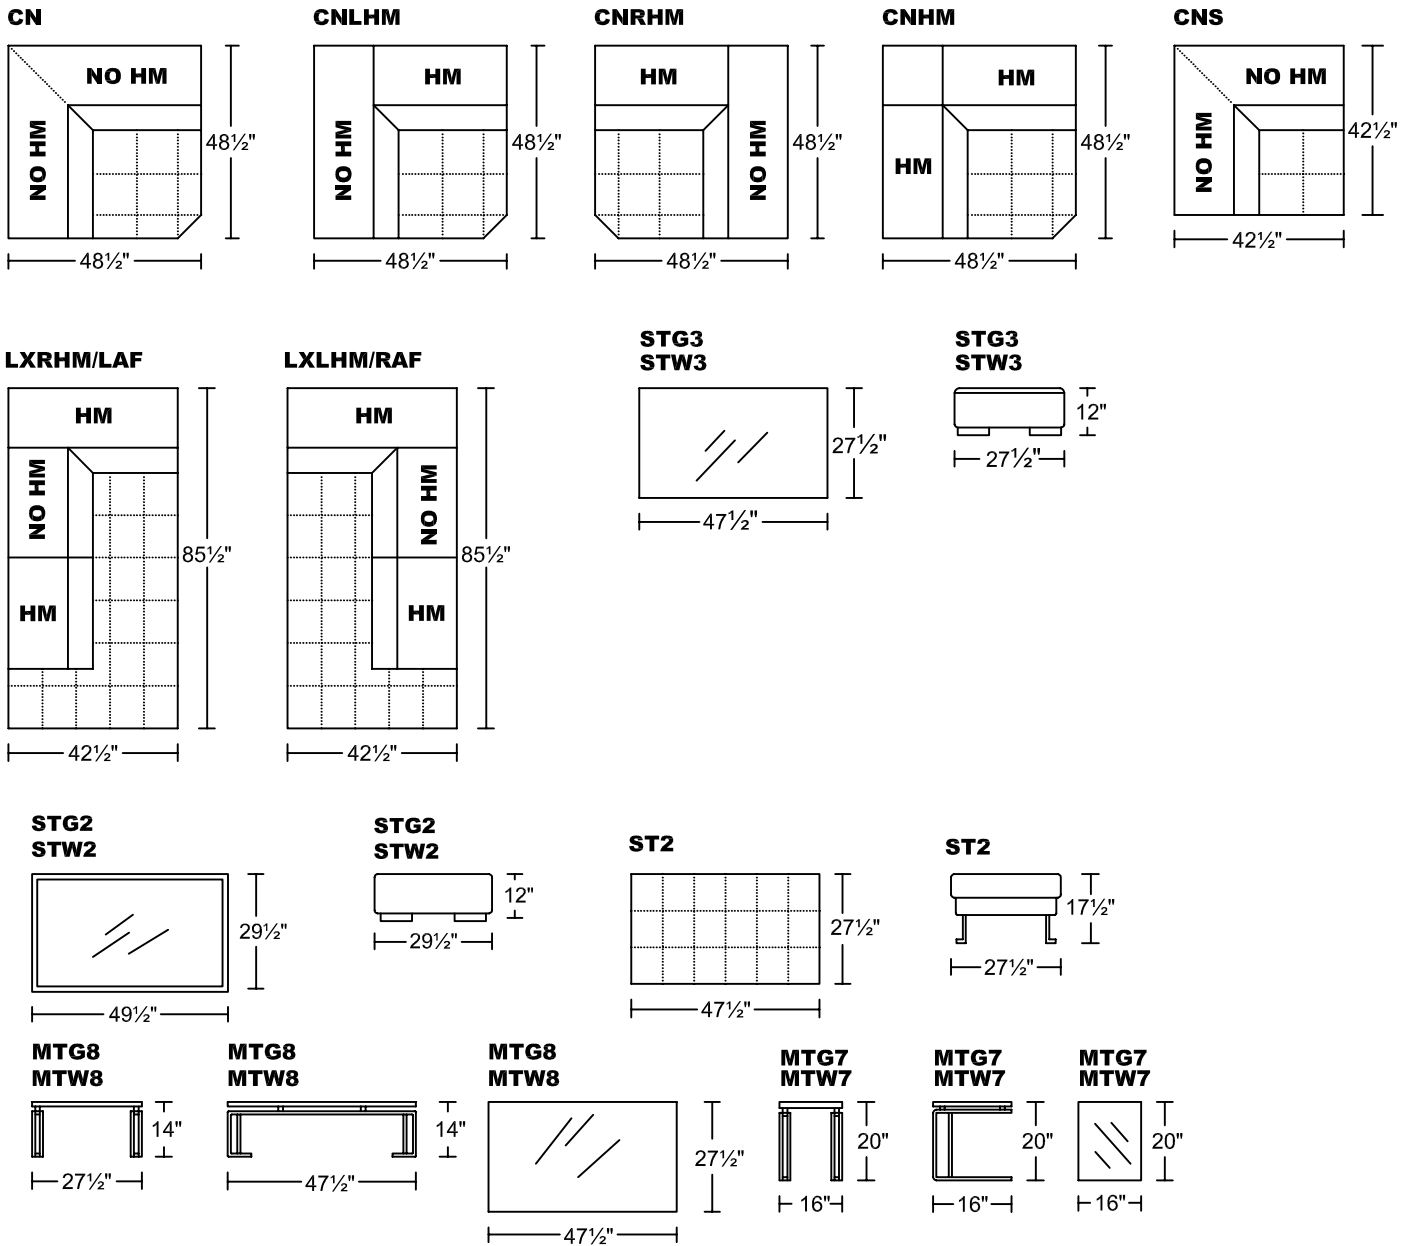 CN
NO HM
NO HM
48½"
48½"
CNLHM
HM
NO HM
48½"
48½"
CNRHM
HM
NO HM
48½"
48½"
CNHM
HM
HM
48½"
48½"
CNS
NO HM
NO HM
42½"
42½"
LXRHM/LAF
HM
NO HM
HM
85½"
42½"
LXLHM/RAF
HM
NO HM
HM
85½"
42½"
STG3
STW3
27½"
47½"
STG3
STW3
12"
27½"
STG2
STW2
29½"
49½"
STG2
STW2
12"
29½"
ST2
27½"
47½"
ST2
17½"
27½"
MTG8
MTW8
14"
27½"
MTG8
MTW8
14"
47½"
MTG8
MTW8
27½"
47½"
MTG7
MTW7
20"
16"
MTG7
MTW7
20"
16"
MTG7
MTW7
20"
16"